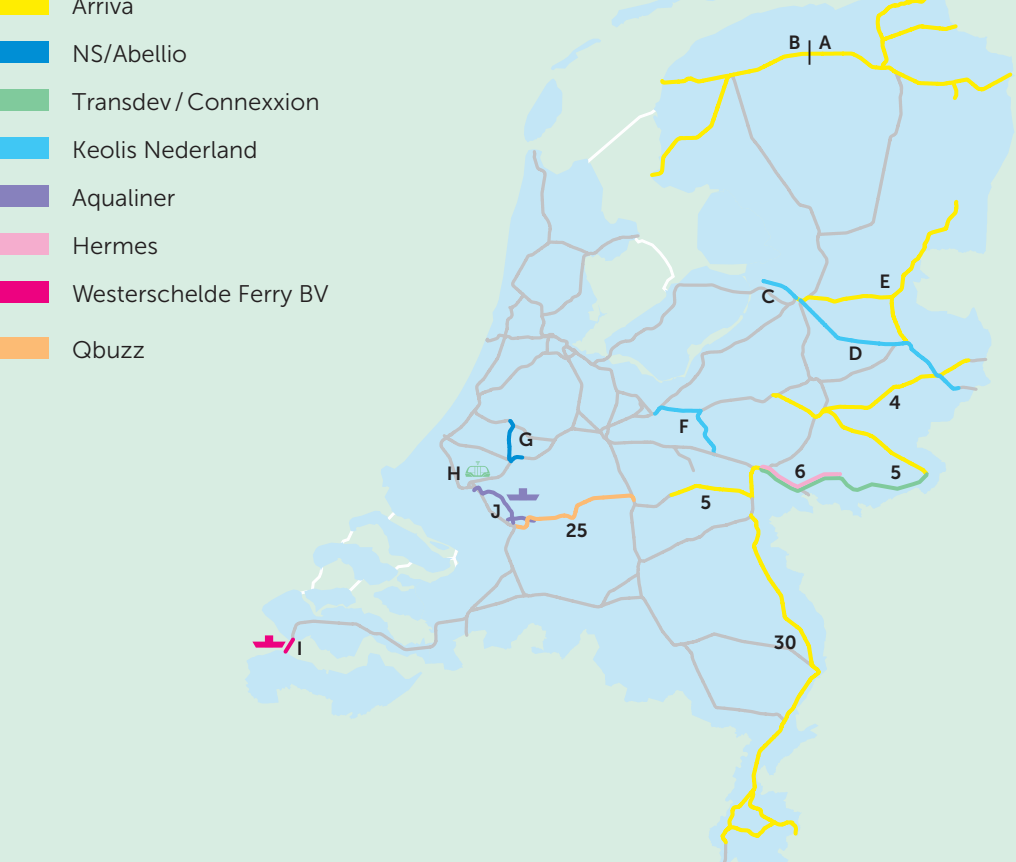 Arriva
NS/Abellio
Transdev/Connexxion
Keolis Nederland
Aqualiner
Hermes
Westerschelde Ferry BV
Qbuzz
B | A
E
C
D
4
F
G
H
6
5
5
J
25
30
I